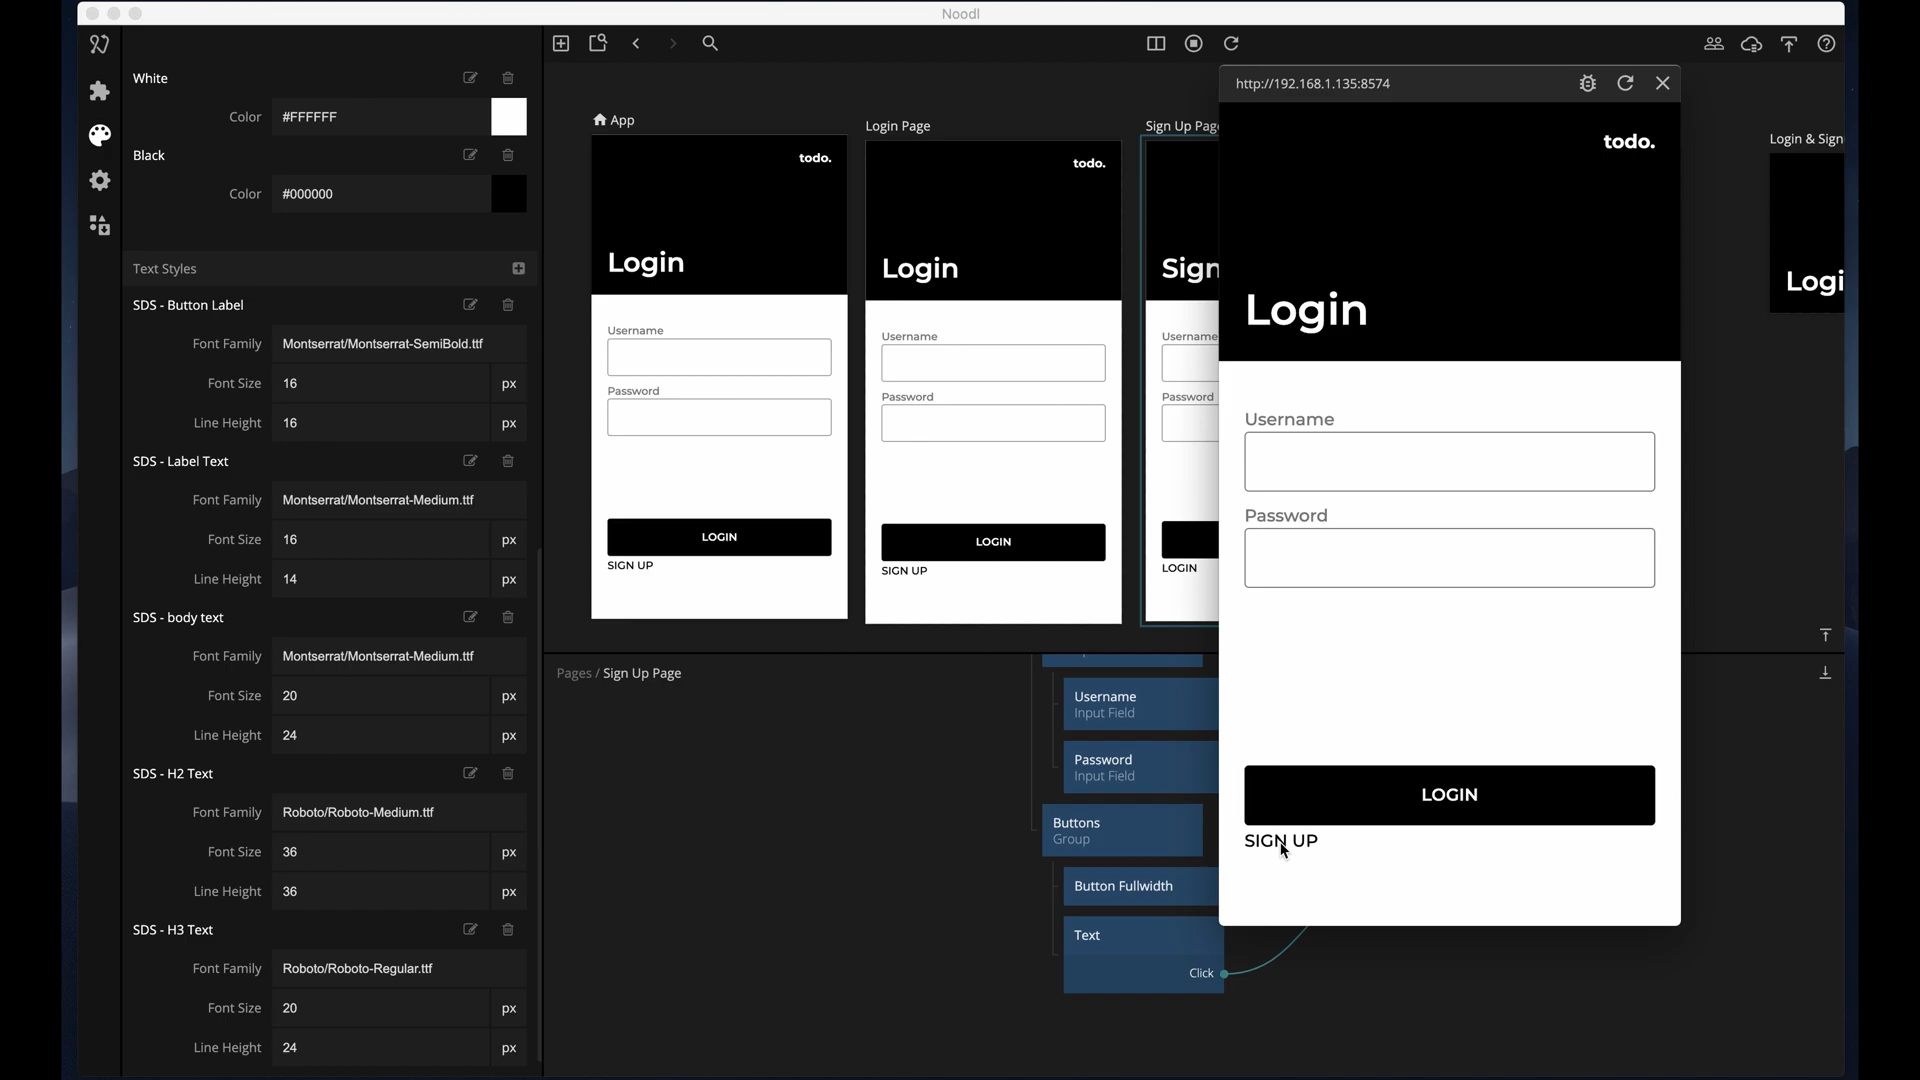 Noodl
White
Color #FFFFFF
Black
Color #000000
Text Styles
SDS - Button Label
Font Family Montserrat/Montserrat-SemiBold.ttf
Font Size 16 px
Line Height 16 px
SDS - Label Text
Font Family Montserrat/Montserrat-Medium.ttf
Font Size 16 px
Line Height 14 px
SDS - body text
Font Family Montserrat/Montserrat-Medium.ttf
Font Size 20 px
Line Height 24 px
SDS - H2 Text
Font Family Roboto/Roboto-Medium.ttf
Font Size 36 px
Line Height 36 px
SDS - H3 Text
Font Family Roboto/Roboto-Regular.ttf
Font Size 20 px
Line Height 24 px
App
todo.
Login
Username
Password
LOGIN
SIGN UP
Login Page
todo.
Login
Username
Password
LOGIN
SIGN UP
Sign Up Page
Sign
Username
Password
LOGIN
http://192.168.1.135:8574
todo.
Login
Username
Password
LOGIN
SIGN UP
Login & Sign
Logi
Pages / Sign Up Page
Username
Input Field
Password
Input Field
Buttons
Group
Button Fullwidth
Text
Click